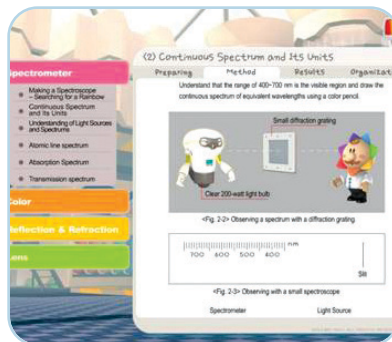 (2) Continuous Spectrum and Its Units
Preparing Method Results Organizat
Spectrometer
Making a Spectroscope
– Searching for a Rainbow
Continuous Spectrum
and Its Units
Understanding of Light Sources
and Spectrums
Atomic line spectrum
Absorption Spectrum
Transmission spectrum
Color
Reflection & Refraction
Lens
Understand that the range of 400~700 nm is the visible region and draw the
continuous spectrum of equivalent wavelengths using a color pencil.
Small diffraction grating
Clear 200-watt light bulb
<Fig. 2-2> Observing a spectrum with a diffraction grating
nm
700 600 500 400
Slit
<Fig. 2-3> Observing with a small spectroscope
Spectrometer Light Source